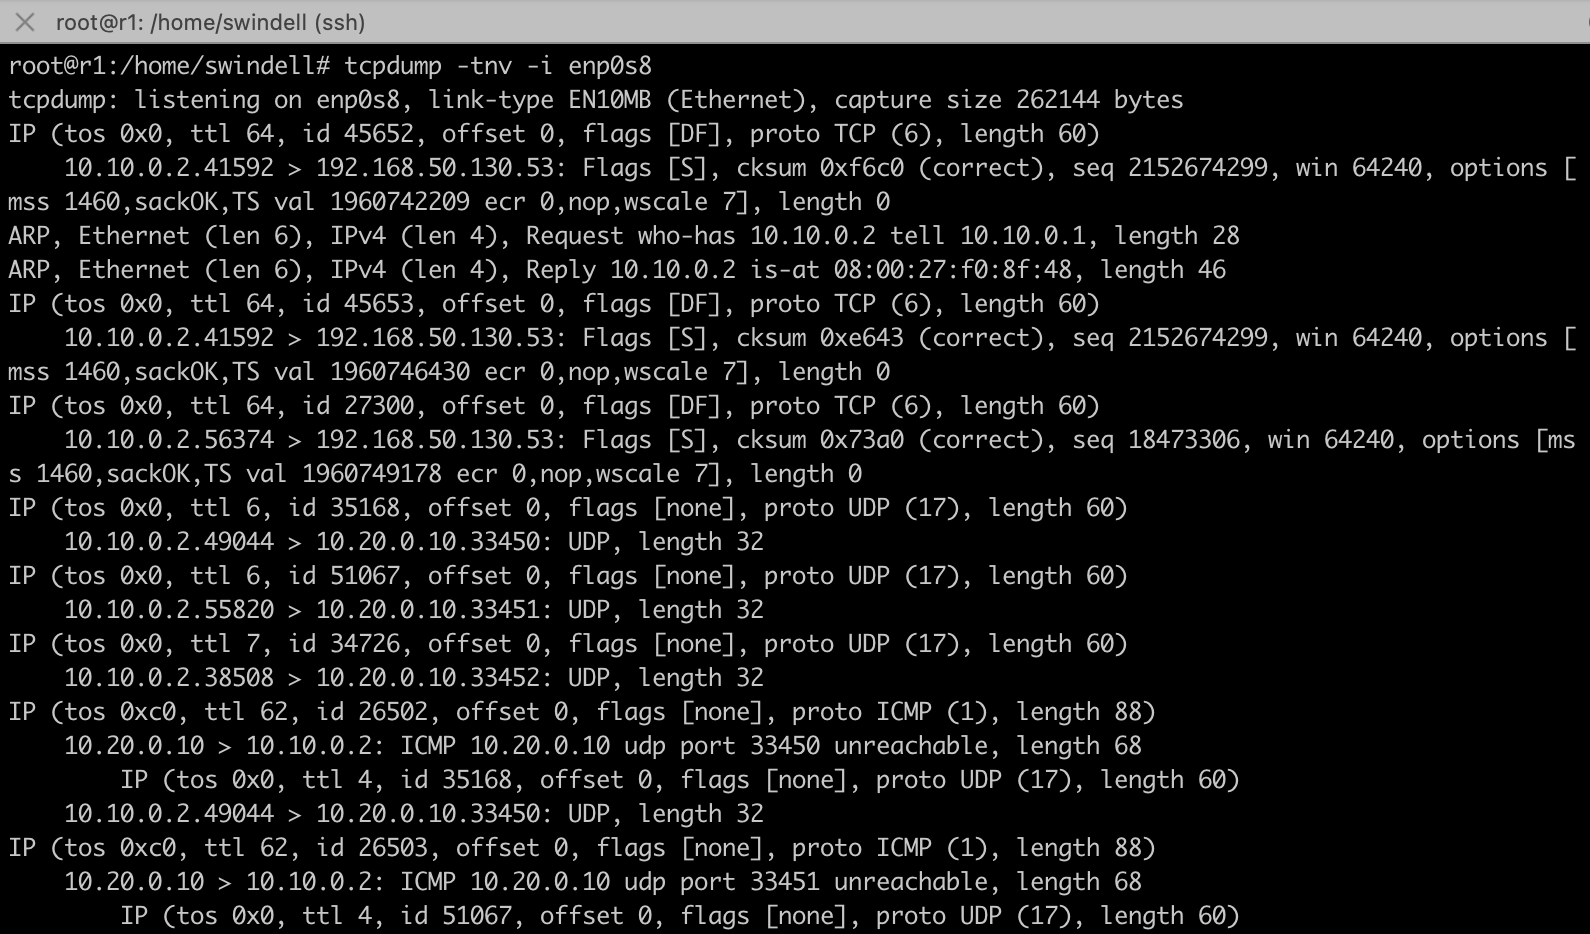 root@r1: /home/swindell (ssh)
root@r1:/home/swindell# tcpdump -tnv -i enp0s8
tcpdump: listening on enp0s8, link-type EN10MB (Ethernet), capture size 262144 bytes
IP (tos 0x0, ttl 64, id 45652, offset 0, flags [DF], proto TCP (6), length 60)
    10.10.0.2.41592 > 192.168.50.130.53: Flags [S], cksum 0xf6c0 (correct), seq 2152674299, win 64240, options [
mss 1460,sackOK,TS val 1960742209 ecr 0,nop,wscale 7], length 0
ARP, Ethernet (len 6), IPv4 (len 4), Request who-has 10.10.0.2 tell 10.10.0.1, length 28
ARP, Ethernet (len 6), IPv4 (len 4), Reply 10.10.0.2 is-at 08:00:27:f0:8f:48, length 46
IP (tos 0x0, ttl 64, id 45653, offset 0, flags [DF], proto TCP (6), length 60)
    10.10.0.2.41592 > 192.168.50.130.53: Flags [S], cksum 0xe643 (correct), seq 2152674299, win 64240, options [
mss 1460,sackOK,TS val 1960746430 ecr 0,nop,wscale 7], length 0
IP (tos 0x0, ttl 64, id 27300, offset 0, flags [DF], proto TCP (6), length 60)
    10.10.0.2.56374 > 192.168.50.130.53: Flags [S], cksum 0x73a0 (correct), seq 18473306, win 64240, options [ms
s 1460,sackOK,TS val 1960749178 ecr 0,nop,wscale 7], length 0
IP (tos 0x0, ttl 6, id 35168, offset 0, flags [none], proto UDP (17), length 60)
    10.10.0.2.49044 > 10.20.0.10.33450: UDP, length 32
IP (tos 0x0, ttl 6, id 51067, offset 0, flags [none], proto UDP (17), length 60)
    10.10.0.2.55820 > 10.20.0.10.33451: UDP, length 32
IP (tos 0x0, ttl 7, id 34726, offset 0, flags [none], proto UDP (17), length 60)
    10.10.0.2.38508 > 10.20.0.10.33452: UDP, length 32
IP (tos 0xc0, ttl 62, id 26502, offset 0, flags [none], proto ICMP (1), length 88)
    10.20.0.10 > 10.10.0.2: ICMP 10.20.0.10 udp port 33450 unreachable, length 68
        IP (tos 0x0, ttl 4, id 35168, offset 0, flags [none], proto UDP (17), length 60)
    10.10.0.2.49044 > 10.20.0.10.33450: UDP, length 32
IP (tos 0xc0, ttl 62, id 26503, offset 0, flags [none], proto ICMP (1), length 88)
    10.20.0.10 > 10.10.0.2: ICMP 10.20.0.10 udp port 33451 unreachable, length 68
        IP (tos 0x0, ttl 4, id 51067, offset 0, flags [none], proto UDP (17), length 60)